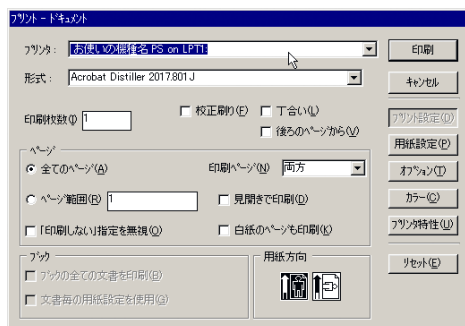 プリント - ドキュメント
プリンタ： お使いの機種名 PS on LPT1:
形式： Acrobat Distiller 2017.801 J
印刷枚数(I) 1
校正刷り(F) 丁合い(L)
後ろのページから(V)
ページ
全てのページ(A) 印刷ページ(N) 両方
ページ範囲(R) 1 見開きで印刷(D)
「印刷しない」指定を無視(O) 白紙のページも印刷(K)
ブック
ブックの全ての文書を印刷(B)
文書毎の用紙設定を使用(G)
用紙方向
印刷
キャンセル
プリント設定(O)
用紙設定(P)
オプション(T)
カラー(C)
プリンタ特性(U)
リセット(E)